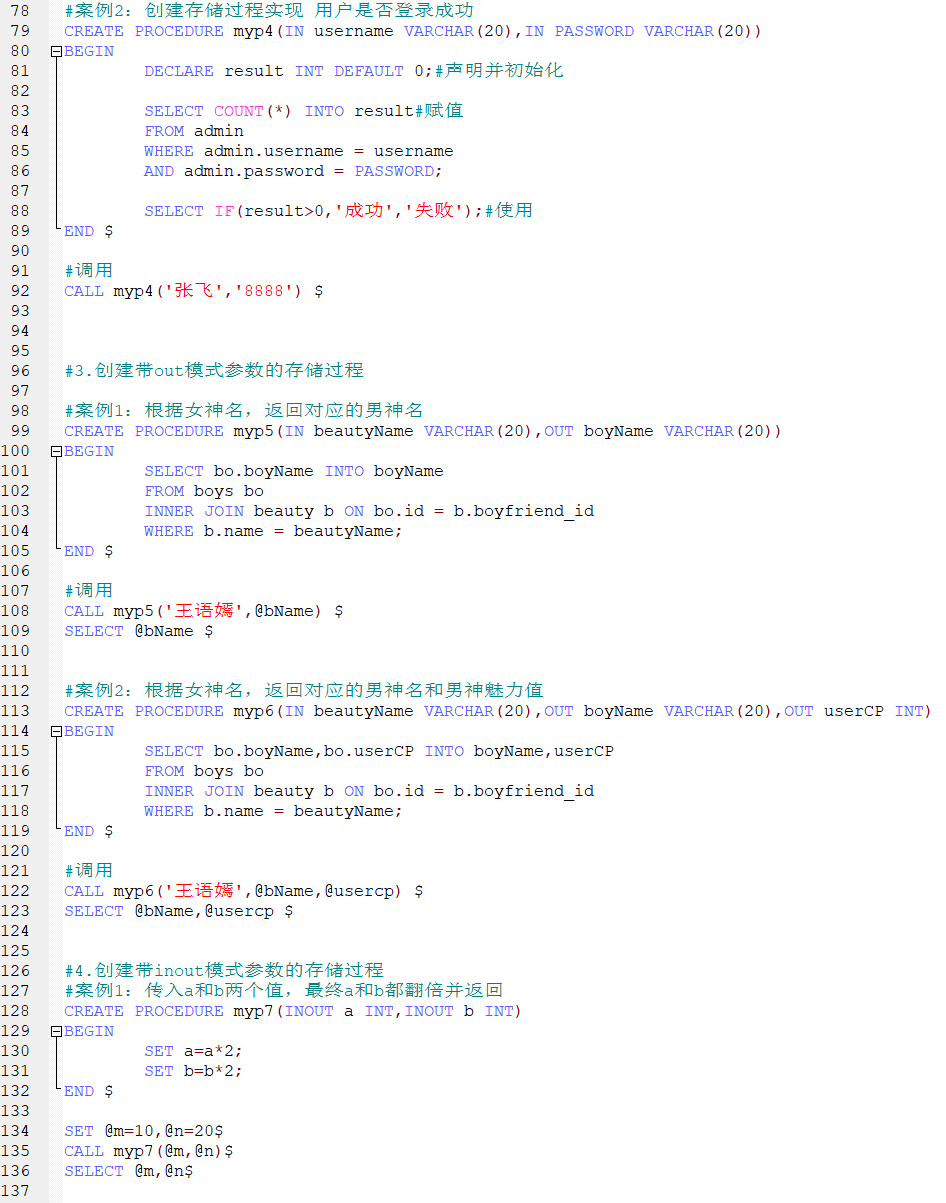 78 #案例2：创建存储过程实现 用户是否登录成功
79 CREATE PROCEDURE myp4(IN username VARCHAR(20),IN PASSWORD VARCHAR(20))
80 BEGIN
81 DECLARE result INT DEFAULT 0;#声明并初始化
82
83 SELECT COUNT(*) INTO result#赋值
84 FROM admin
85 WHERE admin.username = username
86 AND admin.password = PASSWORD;
87
88 SELECT IF(result>0,'成功','失败');#使用
89 END $
90
91 #调用
92 CALL myp4('张飞','8888') $
93
94
95
96 #3.创建带out模式参数的存储过程
97
98 #案例1：根据女神名，返回对应的男神名
99 CREATE PROCEDURE myp5(IN beautyName VARCHAR(20),OUT boyName VARCHAR(20))
100 BEGIN
101 SELECT bo.boyName INTO boyName
102 FROM boys bo
103 INNER JOIN beauty b ON bo.id = b.boyfriend_id
104 WHERE b.name = beautyName;
105 END $
106
107 #调用
108 CALL myp5('王语嫣',@bName) $
109 SELECT @bName $
110
111
112 #案例2：根据女神名，返回对应的男神名和男神魅力值
113 CREATE PROCEDURE myp6(IN beautyName VARCHAR(20),OUT boyName VARCHAR(20),OUT userCP INT)
114 BEGIN
115 SELECT bo.boyName,bo.userCP INTO boyName,userCP
116 FROM boys bo
117 INNER JOIN beauty b ON bo.id = b.boyfriend_id
118 WHERE b.name = beautyName;
119 END $
120
121 #调用
122 CALL myp6('王语嫣',@bName,@usercp) $
123 SELECT @bName,@usercp $
124
125
126 #4.创建带inout模式参数的存储过程
127 #案例1：传入a和b两个值，最终a和b都翻倍并返回
128 CREATE PROCEDURE myp7(INOUT a INT,INOUT b INT)
129 BEGIN
130 SET a=a*2;
131 SET b=b*2;
132 END $
133
134 SET @m=10,@n=20$
135 CALL myp7(@m,@n)$
136 SELECT @m,@n$
137